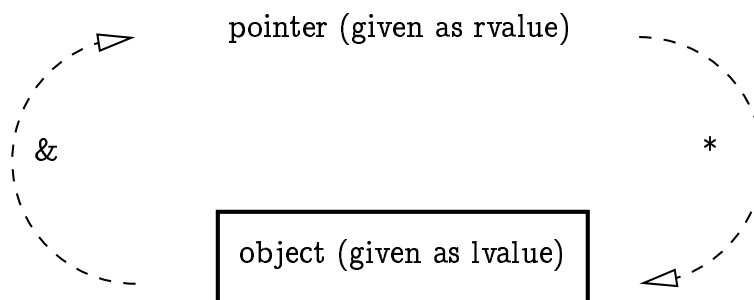 pointer (given as rvalue)
& *
object (given as lvalue)